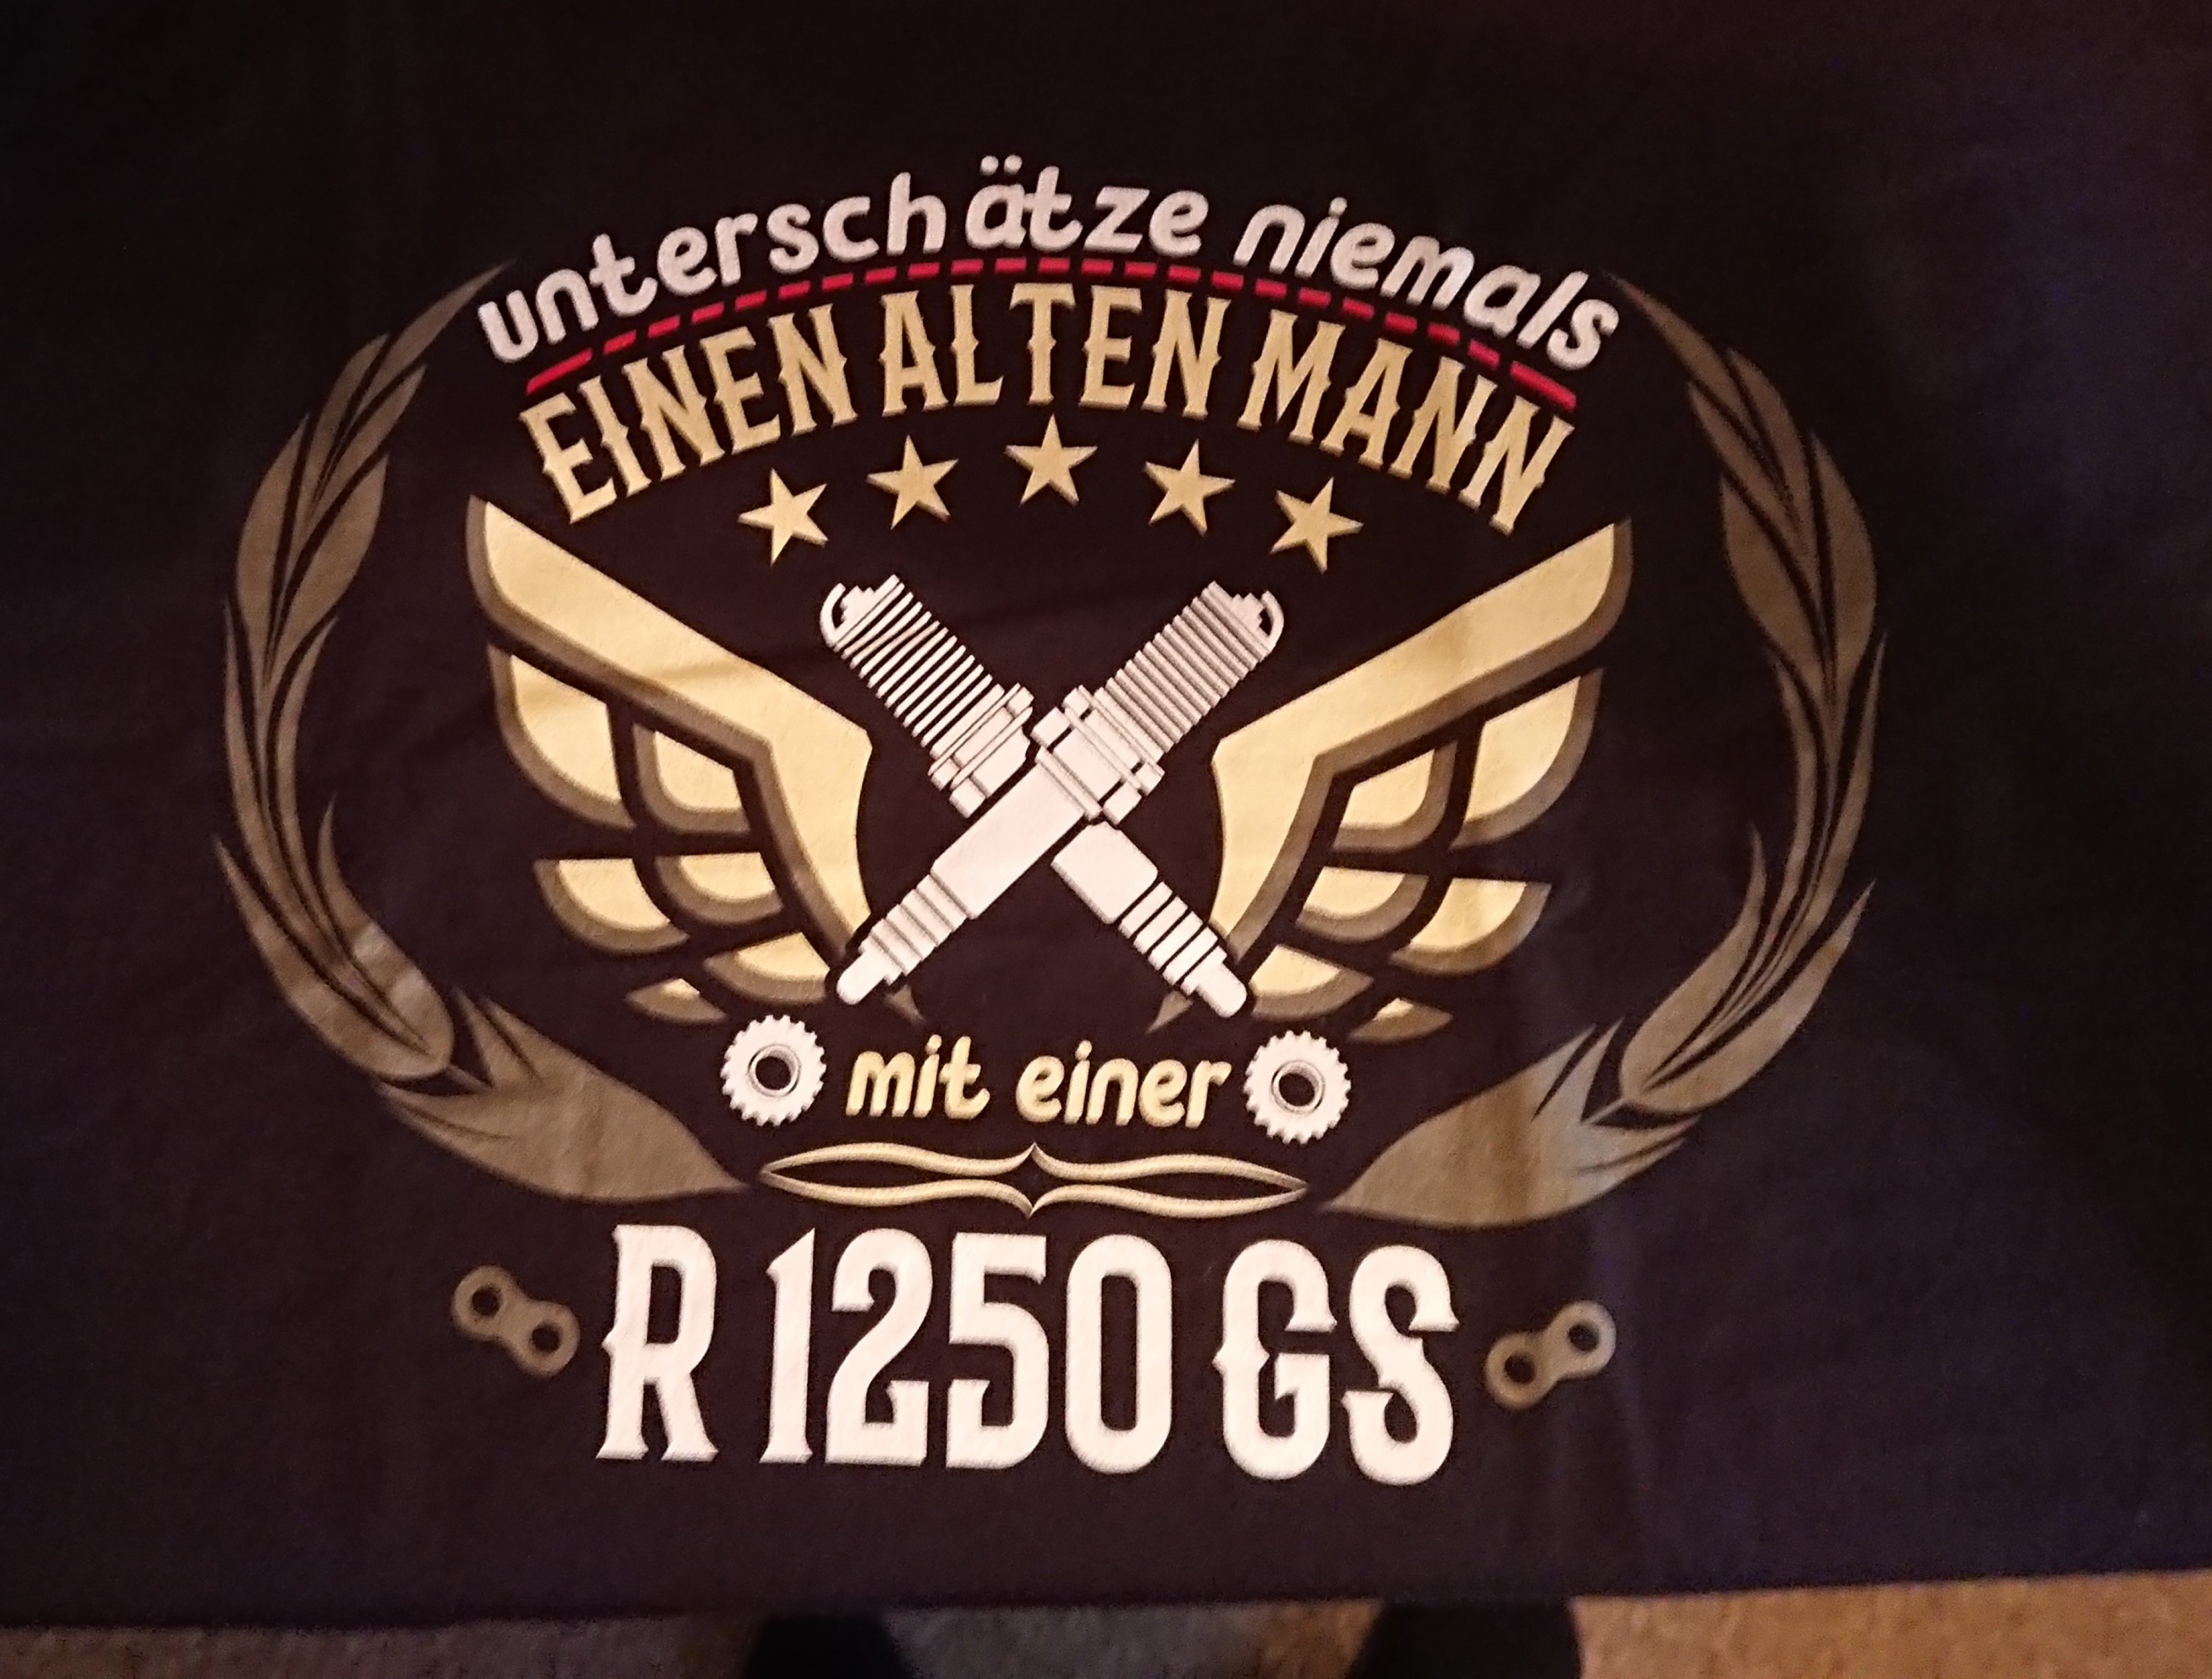 unterschätze niemals
EINEN ALTEN MANN
mit einer
R 1250 GS